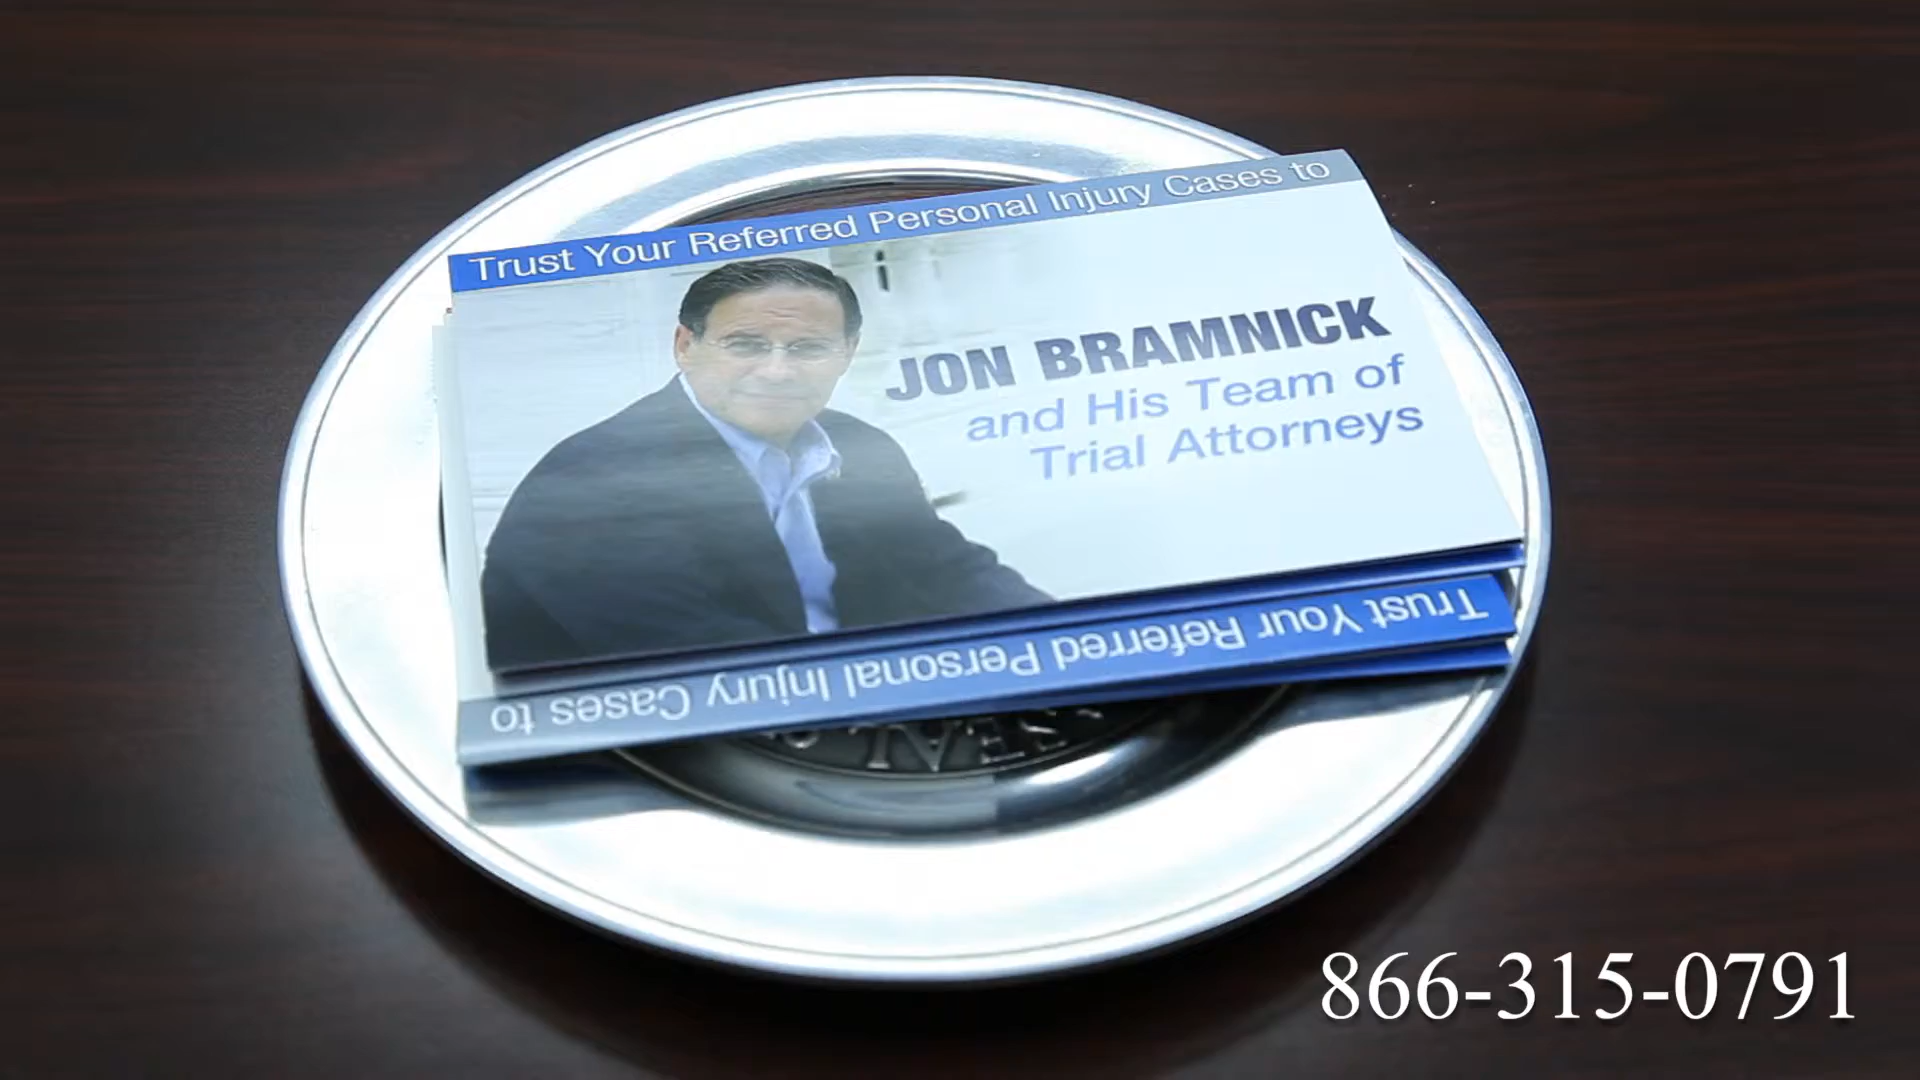 Trust Your Referred Personal Injury Cases to
JON BRAMNICK
and His Team of
Trial Attorneys
Trust Your Referred Personal Injury Cases to
866-315-0791